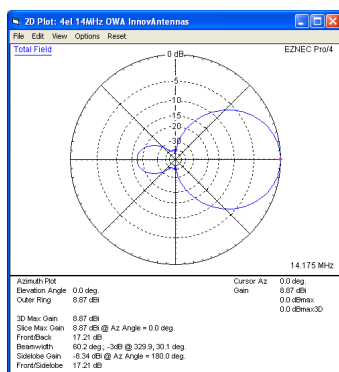 2D Plot: 4el 14MHz OWA InnovAntennas
File Edit View Options Reset
Total Field
EZNEC Pro/4
0 dB
-5
-10
-15
-20
-30
14.175 MHz
Azimuth Plot
Elevation Angle 0.0 deg.
Outer Ring 8.87 dBi
Cursor Az 0.0 deg.
Gain 8.87 dBi
0.0 dBmax
0.0 dBmax3D
3D Max Gain 8.87 dBi
Slice Max Gain 8.87 dBi @ Az Angle = 0.0 deg.
Front/Back 17.21 dB
Beamwidth 60.2 deg.; -3dB @ 329.9, 30.1 deg.
Sidelobe Gain -8.34 dBi @ Az Angle = 180.0 deg.
Front/Sidelobe 17.21 dB